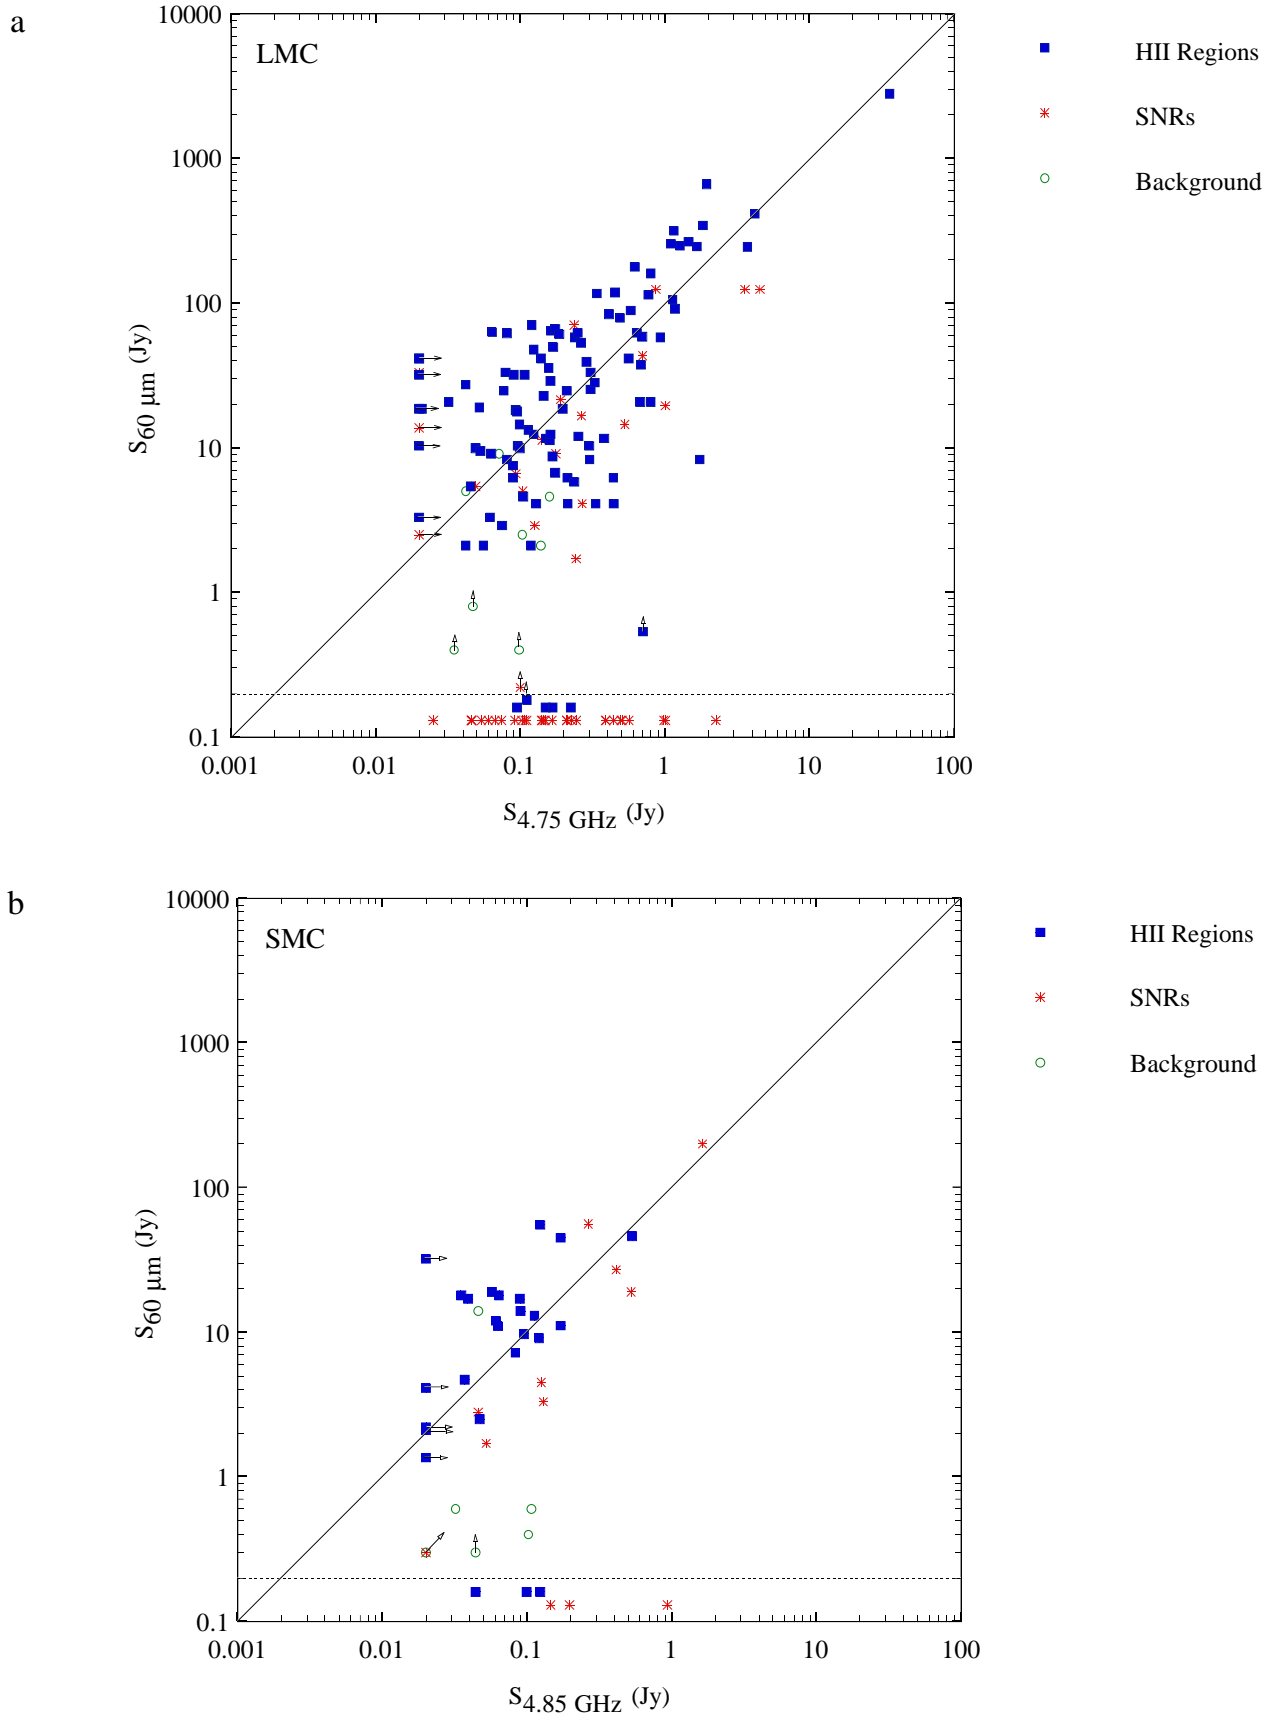 a
LMC
10000
1000
100
10
1
0.1
S60 µm (Jy)
0.001 0.01 0.1 1 10 100
S4.75 GHz (Jy)
HII Regions
SNRs
Background
b
SMC
10000
1000
100
10
1
0.1
S60 µm (Jy)
0.001 0.01 0.1 1 10 100
S4.85 GHz (Jy)
HII Regions
SNRs
Background